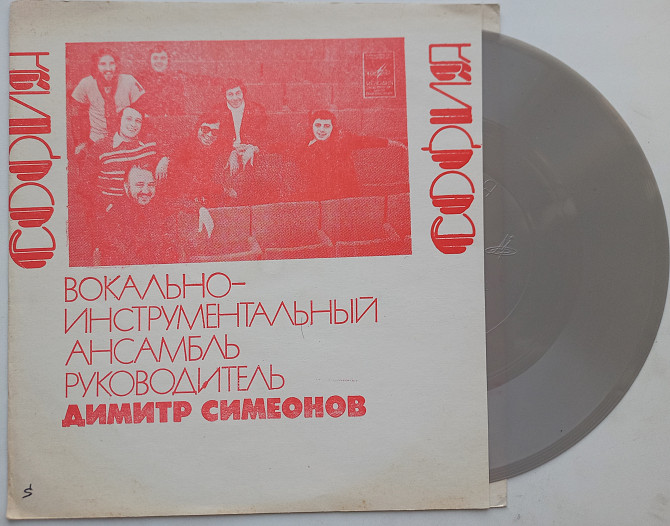 СОФИЯ
СОФИЯ
ВОКАЛЬНО-
ИНСТРУМЕНТАЛЬНЫЙ
АНСАМБЛЬ
РУКОВОДИТЕЛЬ
ДИМИТР СИМЕОНОВ
S